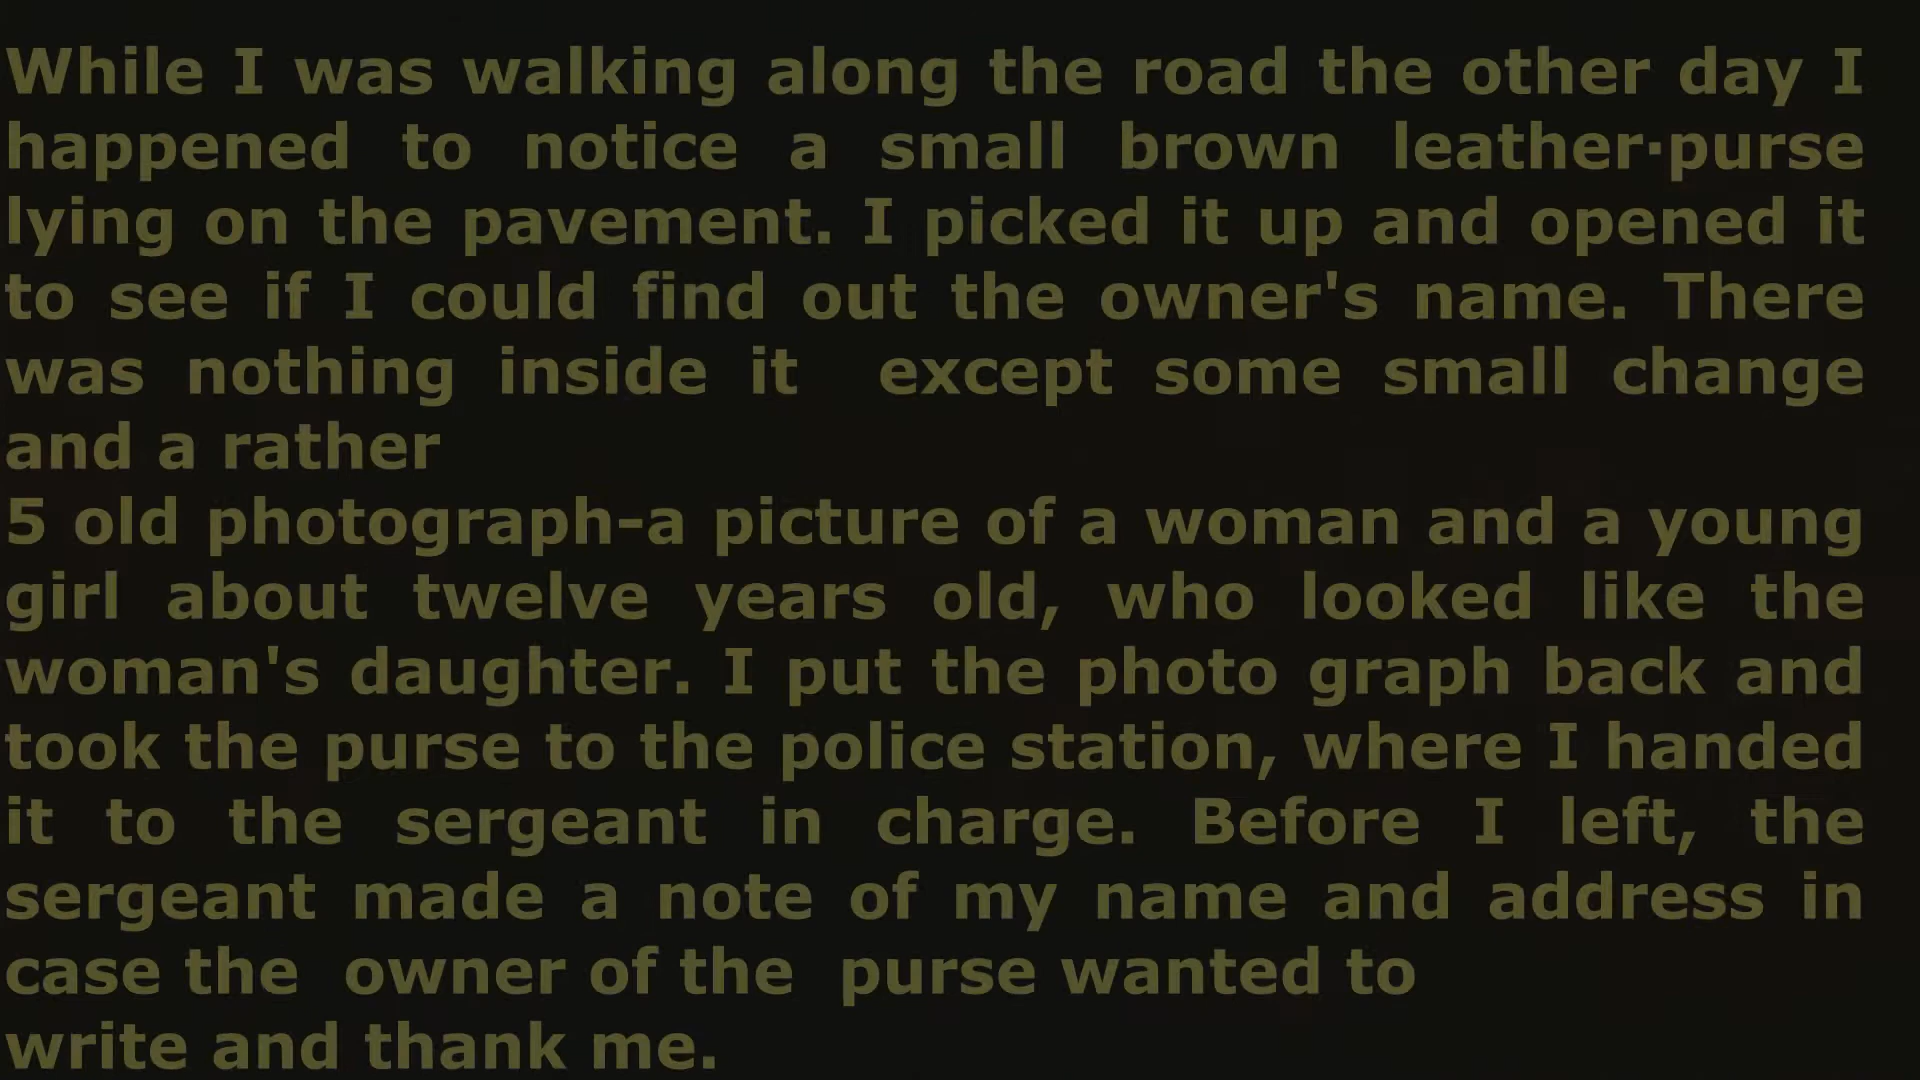 While I was walking along the road the other day I
happened to notice a small brown leather·purse
lying on the pavement. I picked it up and opened it
to see if I could find out the owner's name. There
was nothing inside it  except some small change
and a rather
5 old photograph-a picture of a woman and a young
girl about twelve years old, who looked like the
woman's daughter. I put the photo graph back and
took the purse to the police station, where I handed
it to the sergeant in charge. Before I left, the
sergeant made a note of my name and address in
case the  owner of the  purse wanted to
write and thank me.